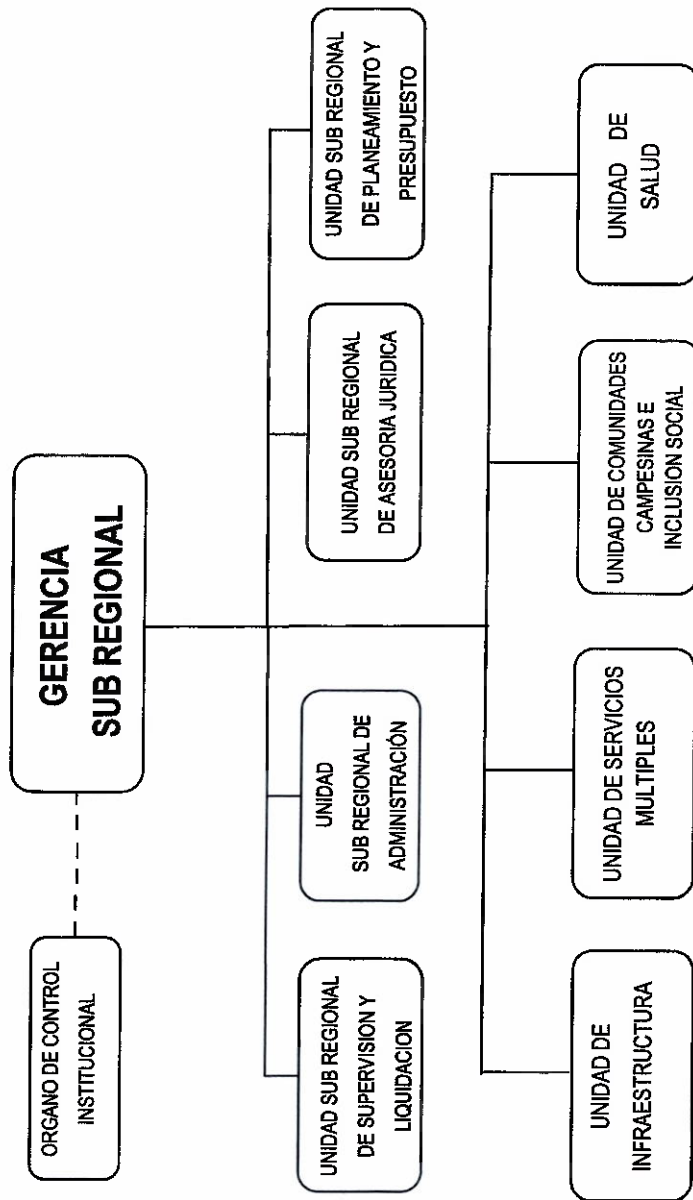 GERENCIA
SUB REGIONAL
ORGANO DE CONTROL
INSTITUCIONAL
UNIDAD SUB REGIONAL
DE SUPERVISION Y
LIQUIDACION
UNIDAD
SUB REGIONAL DE
ADMINISTRACIÓN
UNIDAD SUB REGIONAL
DE ASESORIA JURIDICA
UNIDAD SUB REGIONAL
DE PLANEAMIENTO Y
PRESUPUESTO
UNIDAD DE
INFRAESTRUCTURA
UNIDAD DE SERVICIOS
MULTIPLES
UNIDAD DE COMUNIDADES
CAMPESINAS E
INCLUSION SOCIAL
UNIDAD DE
SALUD